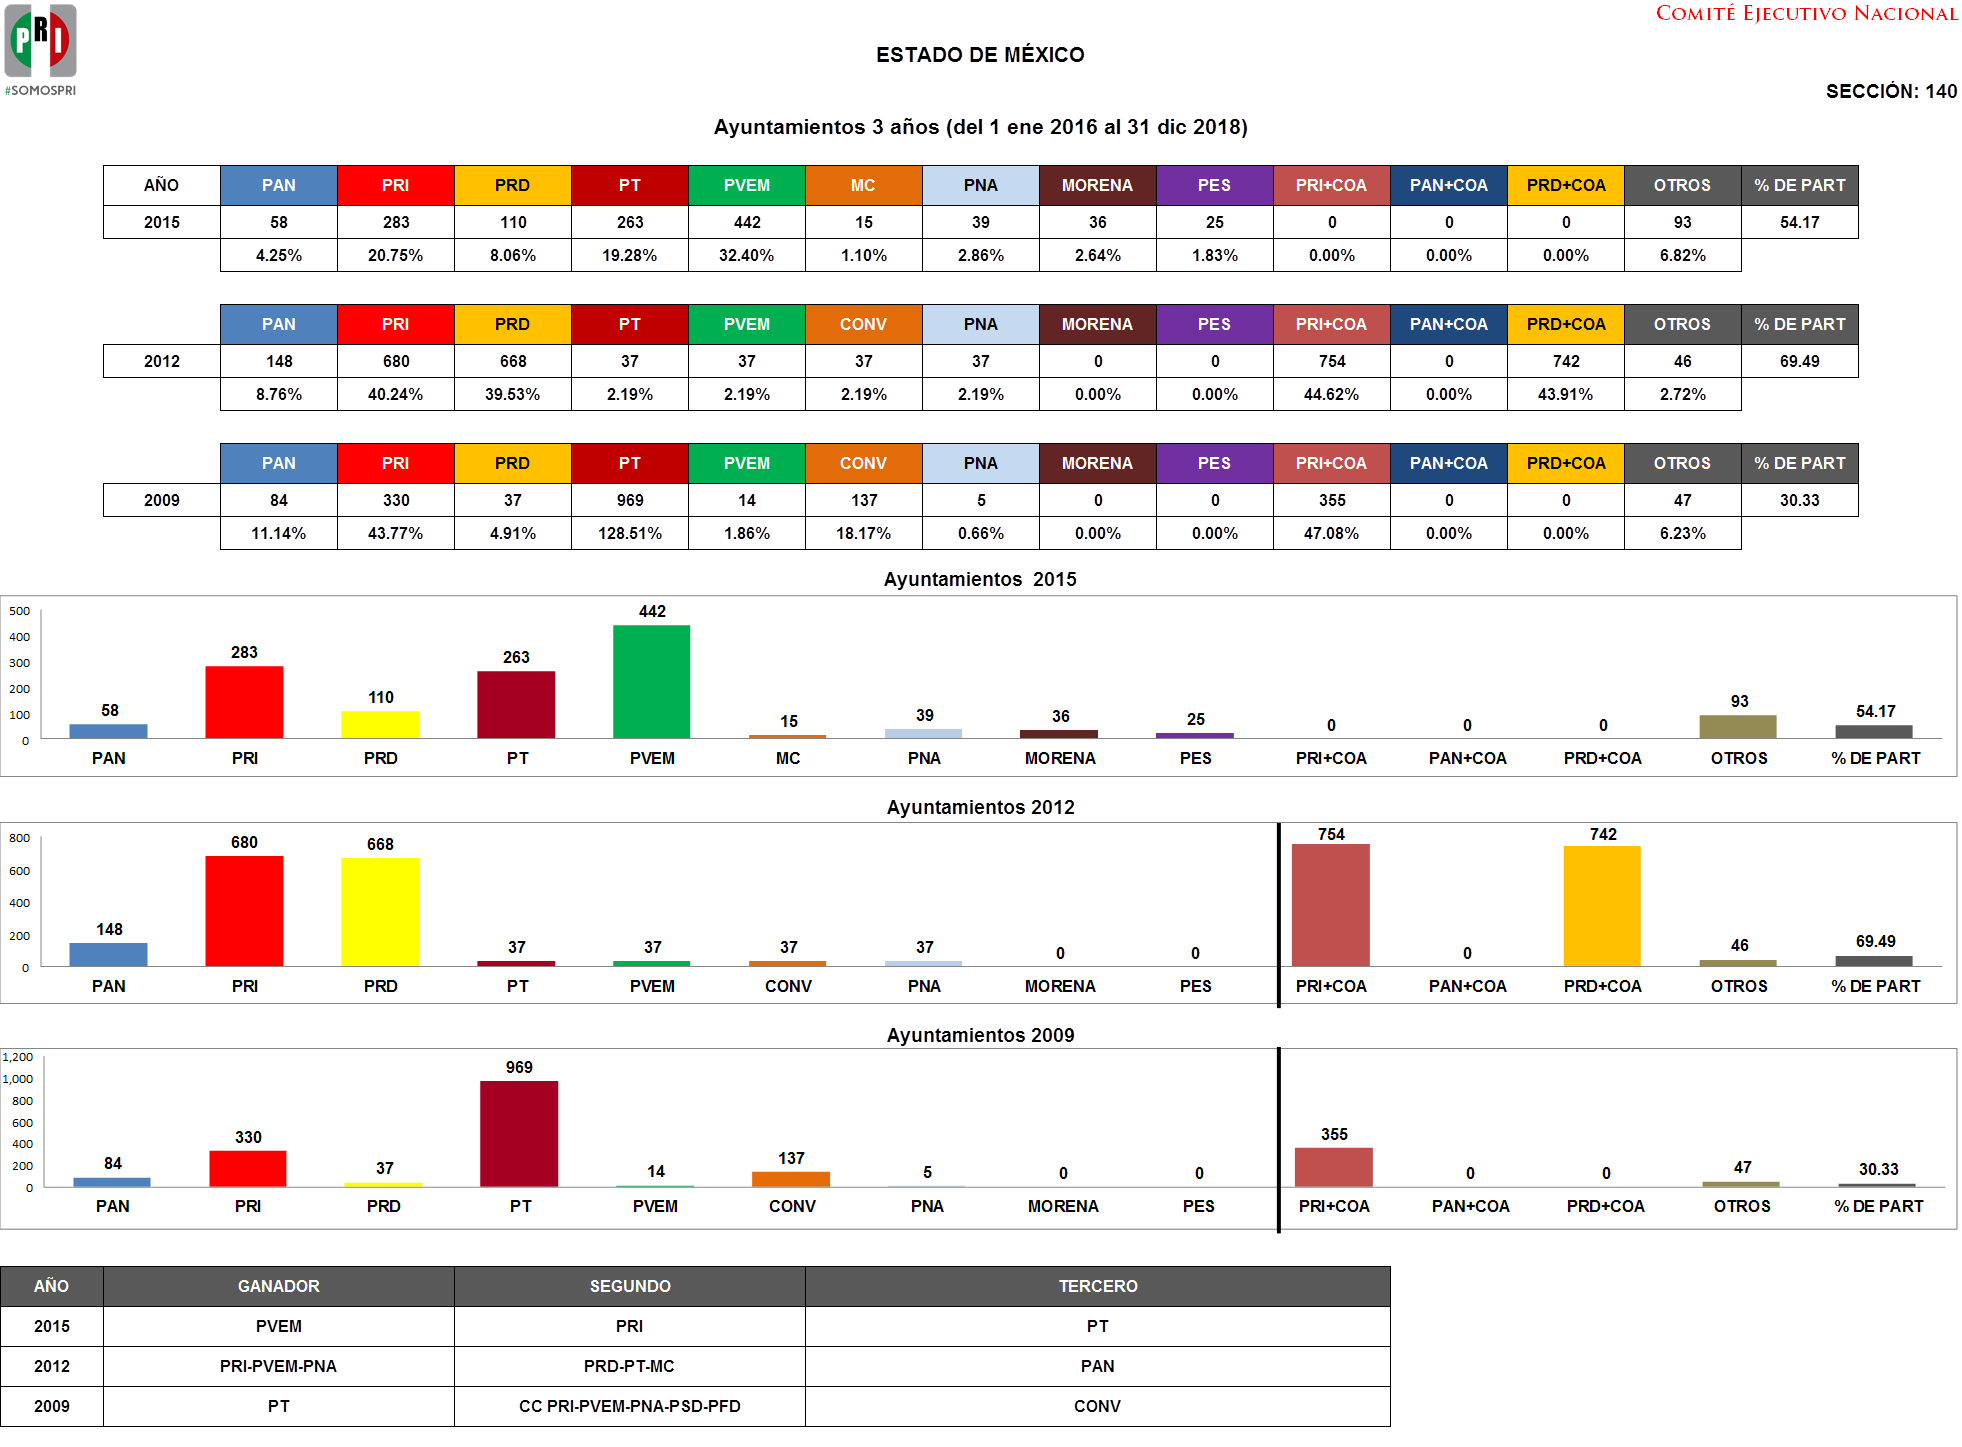 PRI
#SOMOSPRI
COMITÉ EJECUTIVO NACIONAL
ESTADO DE MÉXICO
SECCIÓN: 140
Ayuntamientos 3 años (del 1 ene 2016 al 31 dic 2018)
AÑO PAN PRI PRD PT PVEM MC PNA MORENA PES PRI+COA PAN+COA PRD+COA OTROS % DE PART
2015 58 283 110 263 442 15 39 36 25 0 0 0 93 54.17
4.25% 20.75% 8.06% 19.28% 32.40% 1.10% 2.86% 2.64% 1.83% 0.00% 0.00% 0.00% 6.82%
PAN PRI PRD PT PVEM CONV PNA MORENA PES PRI+COA PAN+COA PRD+COA OTROS % DE PART
2012 148 680 668 37 37 37 37 0 0 754 0 742 46 69.49
8.76% 40.24% 39.53% 2.19% 2.19% 2.19% 2.19% 0.00% 0.00% 44.62% 0.00% 43.91% 2.72%
PAN PRI PRD PT PVEM CONV PNA MORENA PES PRI+COA PAN+COA PRD+COA OTROS % DE PART
2009 84 330 37 969 14 137 5 0 0 355 0 0 47 30.33
11.14% 43.77% 4.91% 128.51% 1.86% 18.17% 0.66% 0.00% 0.00% 47.08% 0.00% 0.00% 6.23%
Ayuntamientos 2015
500
400
300
200
100
0
58 283 110 263 442 15 39 36 25 0 0 0 93 54.17
PAN PRI PRD PT PVEM MC PNA MORENA PES PRI+COA PAN+COA PRD+COA OTROS % DE PART
Ayuntamientos 2012
800
600
400
200
0
148 680 668 37 37 37 37 0 0 754 0 742 46 69.49
PAN PRI PRD PT PVEM CONV PNA MORENA PES PRI+COA PAN+COA PRD+COA OTROS % DE PART
Ayuntamientos 2009
1,200
1,000
800
600
400
200
0
84 330 37 969 14 137 5 0 0 355 0 0 47 30.33
PAN PRI PRD PT PVEM CONV PNA MORENA PES PRI+COA PAN+COA PRD+COA OTROS % DE PART
AÑO GANADOR SEGUNDO TERCERO
2015 PVEM PRI PT
2012 PRI-PVEM-PNA PRD-PT-MC PAN
2009 PT CC PRI-PVEM-PNA-PSD-PFD CONV